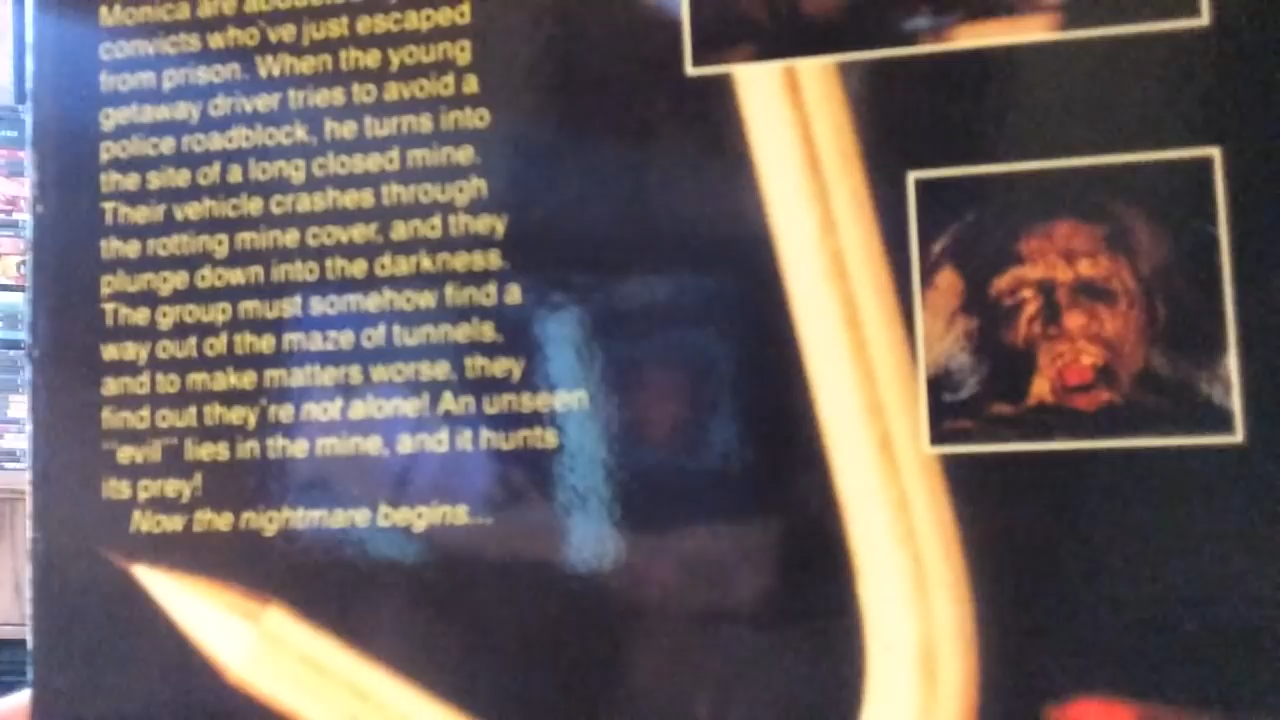 Monica are
convicts who've just escaped
from prison. When the young
getaway driver tries to avoid a
police roadblock, he turns into
the site of a long closed mine.
Their vehicle crashes through
the rotting mine cover, and they
plunge down into the darkness.
The group must somehow find a
way out of the maze of tunnels,
and to make matters worse, they
find out they're not alone! An unseen
"evil" lies in the mine, and it hunts
its prey!
Now the nightmare begins...